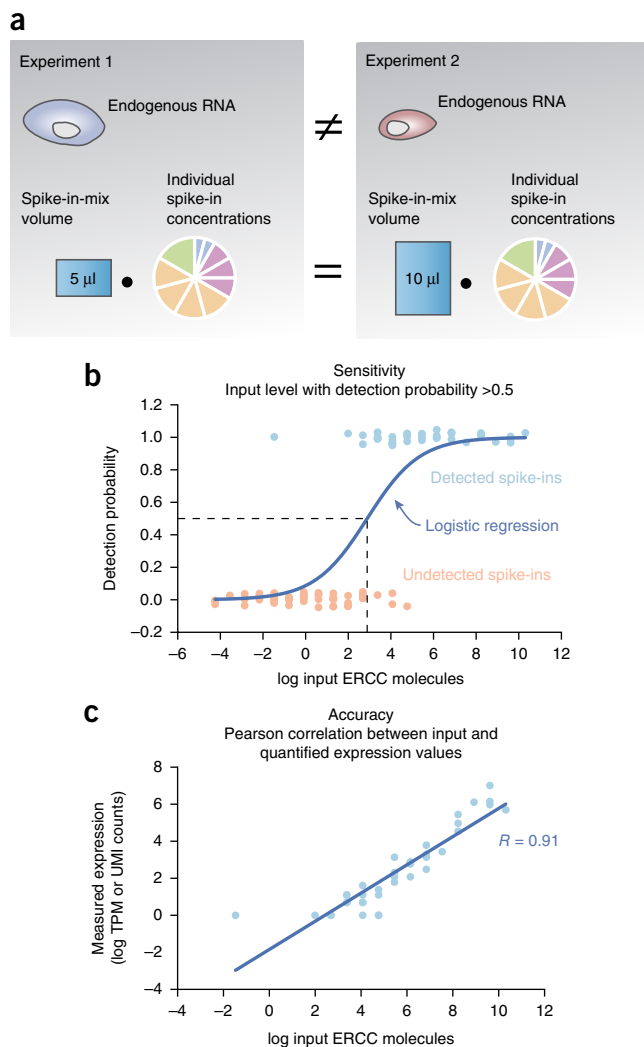 a
Experiment 1
Endogenous RNA
Spike-in-mix
volume
Individual
spike-in
concentrations
5 µl
≠
=
Experiment 2
Endogenous RNA
Spike-in-mix
volume
Individual
spike-in
concentrations
10 µl
b
Sensitivity
Input level with detection probability >0.5
Detection probability
1.2
1.0
0.8
0.6
0.4
0.2
0.0
–0.2
Detected spike-ins
Logistic regression
Undetected spike-ins
–6 –4 –2 0 2 4 6 8 10 12
log input ERCC molecules
c
Accuracy
Pearson correlation between input and
quantified expression values
Measured expression
(log TPM or UMI counts)
8
6
4
2
0
–2
–4
R = 0.91
–4 –2 0 2 4 6 8 10 12
log input ERCC molecules